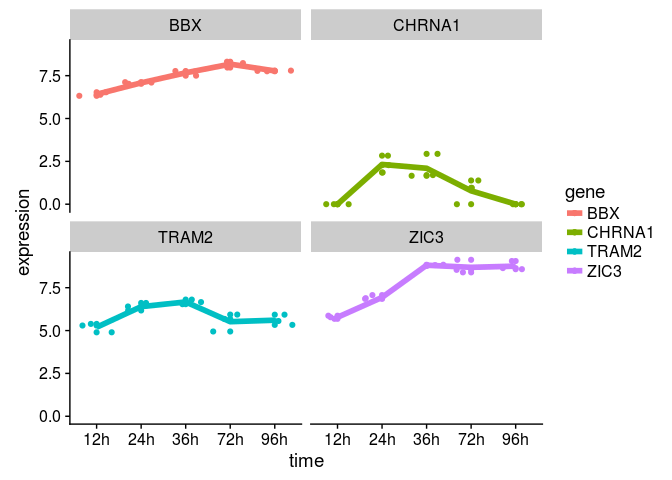 BBX
CHRNA1
7.5
5.0
2.5
0.0
expression
gene
BBX
CHRNA1
TRAM2
ZIC3
TRAM2
ZIC3
7.5
5.0
2.5
0.0
12h 24h 36h 72h 96h
12h 24h 36h 72h 96h
time